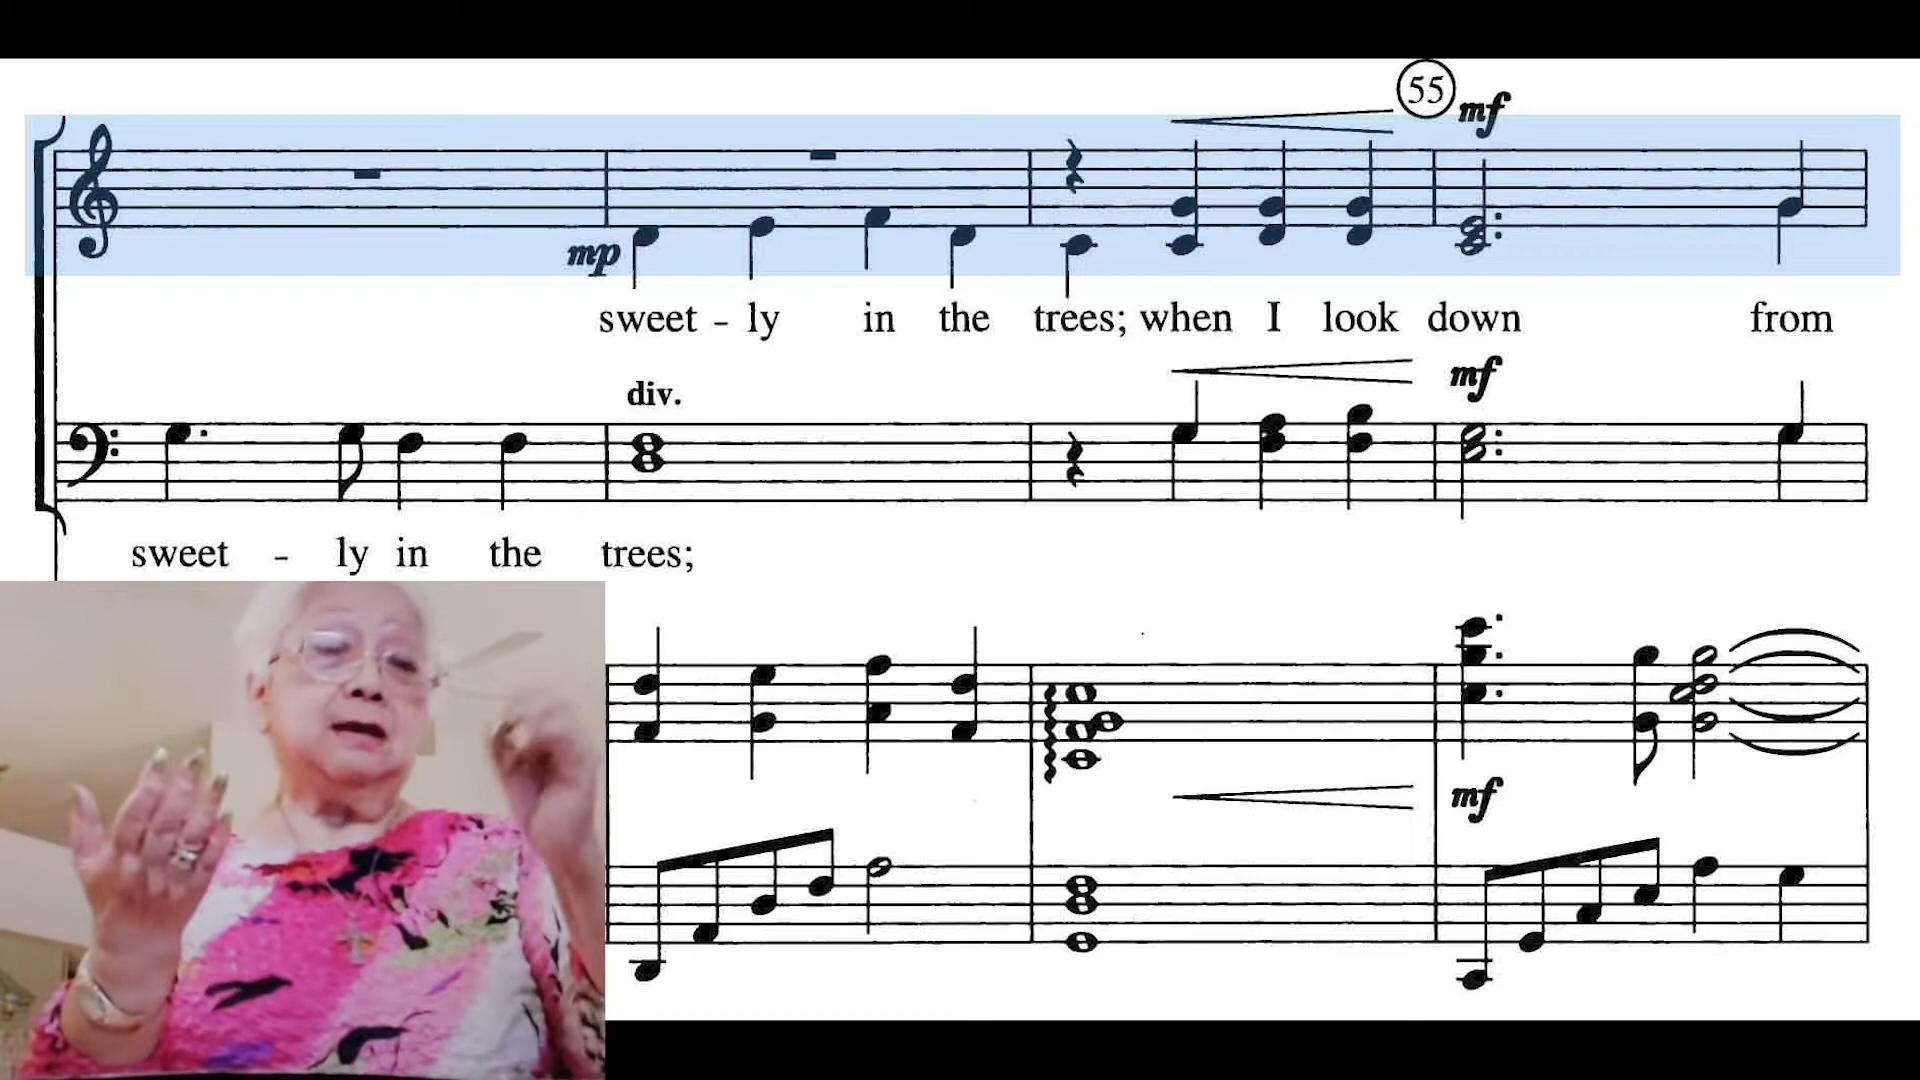 55 mf
mp
sweet - ly in the trees; when I look down from
mf
div.
sweet - ly in the trees;
mf